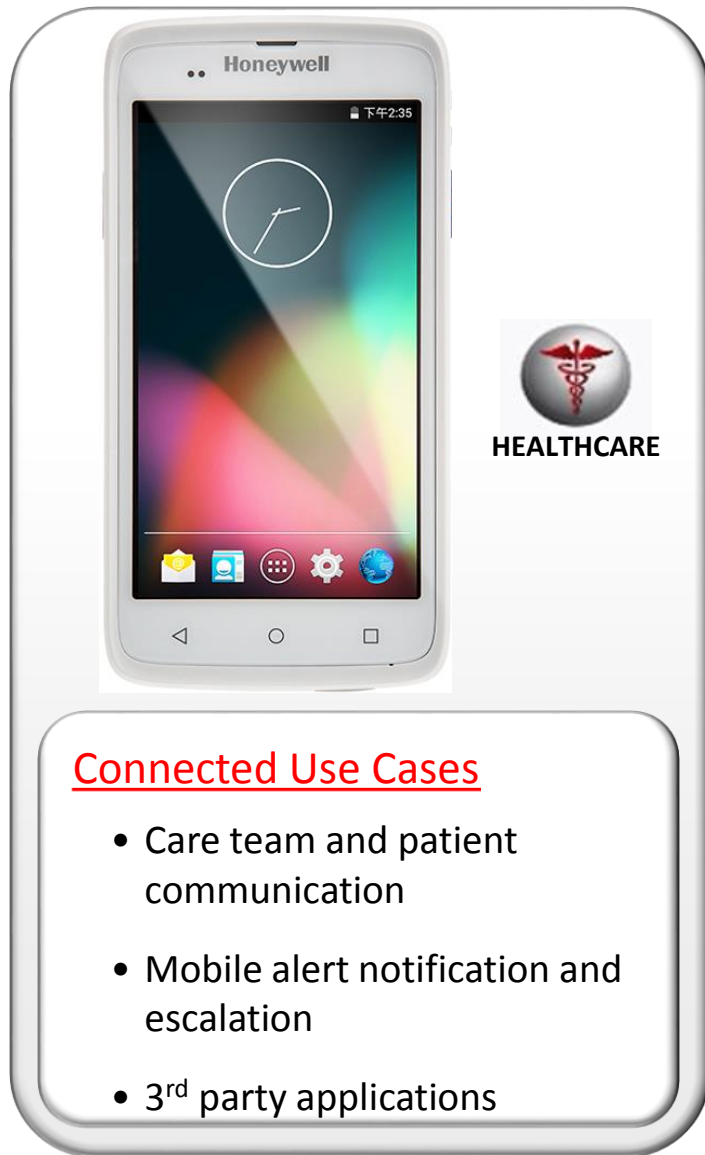 Honeywell
下午2:35
HEALTHCARE
Connected Use Cases
• Care team and patient
communication
• Mobile alert notification and
escalation
• 3rd party applications